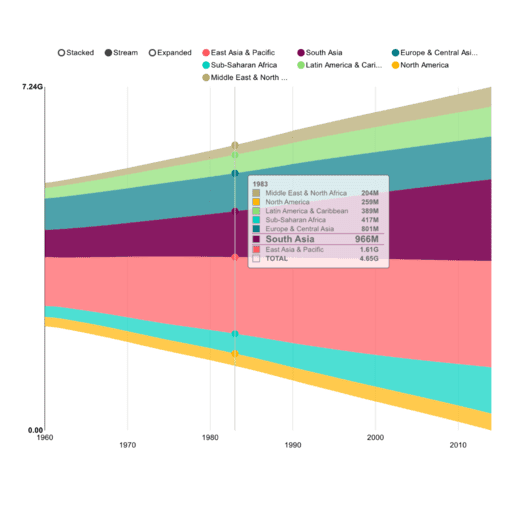 Stacked Stream Expanded East Asia & Pacific South Asia Europe & Central Asi...
Sub-Saharan Africa Latin America & Cari... North America
Middle East & North ...
7.24G
1983
Middle East & North Africa 204M
North America 259M
Latin America & Caribbean 389M
Sub-Saharan Africa 417M
Europe & Central Asia 801M
South Asia 966M
East Asia & Pacific 1.61G
TOTAL 4.65G
0.00
1960 1970 1980 1990 2000 2010